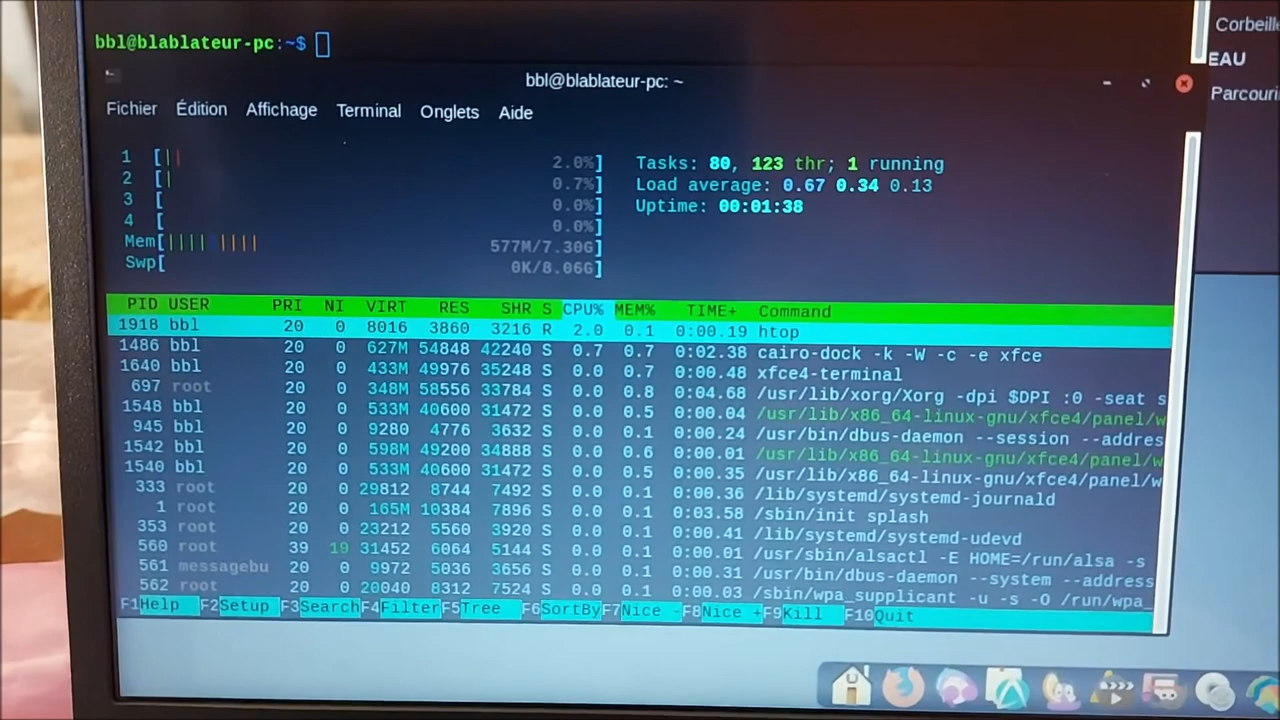 Corbeille
bbl@blablateur-pc:~$
EAU
bbl@blablateur-pc: ~
Fichier Édition Affichage Terminal Onglets Aide
1 [|| 2.0%]
2 [| 0.7%]
3 [ 0.0%]
4 [ 0.0%]
Mem[|||| |||| 577M/7.30G]
Swp[ 0K/8.06G]
Tasks: 80, 123 thr; 1 running
Load average: 0.67 0.34 0.13
Uptime: 00:01:38
PID USER PRI NI VIRT RES SHR S CPU% MEM% TIME+ Command
1918 bbl 20 0 8016 3860 3216 R 2.0 0.1 0:00.19 htop
1486 bbl 20 0 627M 54848 42240 S 0.7 0.7 0:02.38 cairo-dock -k -W -c -e xfce
1640 bbl 20 0 433M 49976 35248 S 0.0 0.7 0:00.48 xfce4-terminal
697 root 20 0 348M 58556 33784 S 0.0 0.8 0:04.68 /usr/lib/xorg/Xorg -dpi $DPI :0 -seat s
1548 bbl 20 0 533M 40600 31472 S 0.0 0.5 0:00.04 /usr/lib/x86_64-linux-gnu/xfce4/panel/w
945 bbl 20 0 9280 4776 3632 S 0.0 0.1 0:00.24 /usr/bin/dbus-daemon --session --addres
1542 bbl 20 0 598M 49200 34888 S 0.0 0.6 0:00.01 /usr/lib/x86_64-linux-gnu/xfce4/panel/w
1540 bbl 20 0 533M 40600 31472 S 0.0 0.5 0:00.35 /usr/lib/x86_64-linux-gnu/xfce4/panel/w
333 root 20 0 29812 8744 7492 S 0.0 0.1 0:00.36 /lib/systemd/systemd-journald
1 root 20 0 165M 10384 7896 S 0.0 0.1 0:03.58 /sbin/init splash
353 root 20 0 23212 5560 3920 S 0.0 0.1 0:00.41 /lib/systemd/systemd-udevd
560 root 39 19 31452 6064 5144 S 0.0 0.1 0:00.01 /usr/sbin/alsactl -E HOME=/run/alsa -s
561 messagebu 20 0 9972 5036 3656 S 0.0 0.1 0:00.31 /usr/bin/dbus-daemon --system --address
562 root 20 0 20040 8312 7524 S 0.0 0.1 0:00.03 /sbin/wpa_supplicant -u -s -O /run/wpa_
F1Help F2Setup F3Search F4Filter F5Tree F6SortBy F7Nice - F8Nice + F9Kill F10Quit